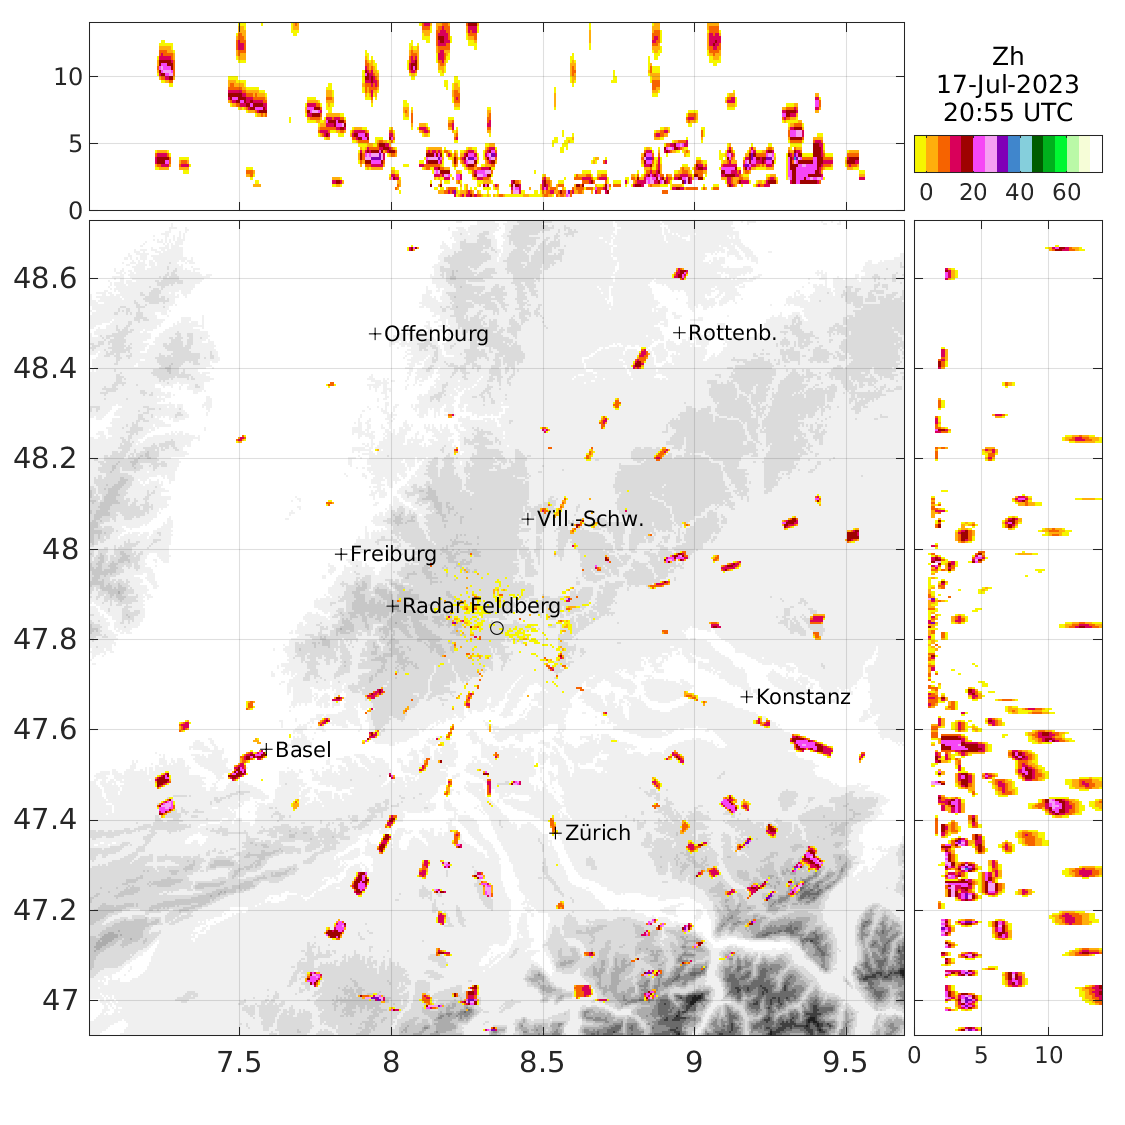 10
5
0
Zh
17-Jul-2023
20:55 UTC
0 20 40 60
48.6
48.4
48.2
48
47.8
47.6
47.4
47.2
47
+Offenburg
+Rottenb.
+Vill.-Schw.
+Freiburg
+Radar Feldberg
+Konstanz
+Basel
+Zürich
7.5 8 8.5 9 9.5
0 5 10